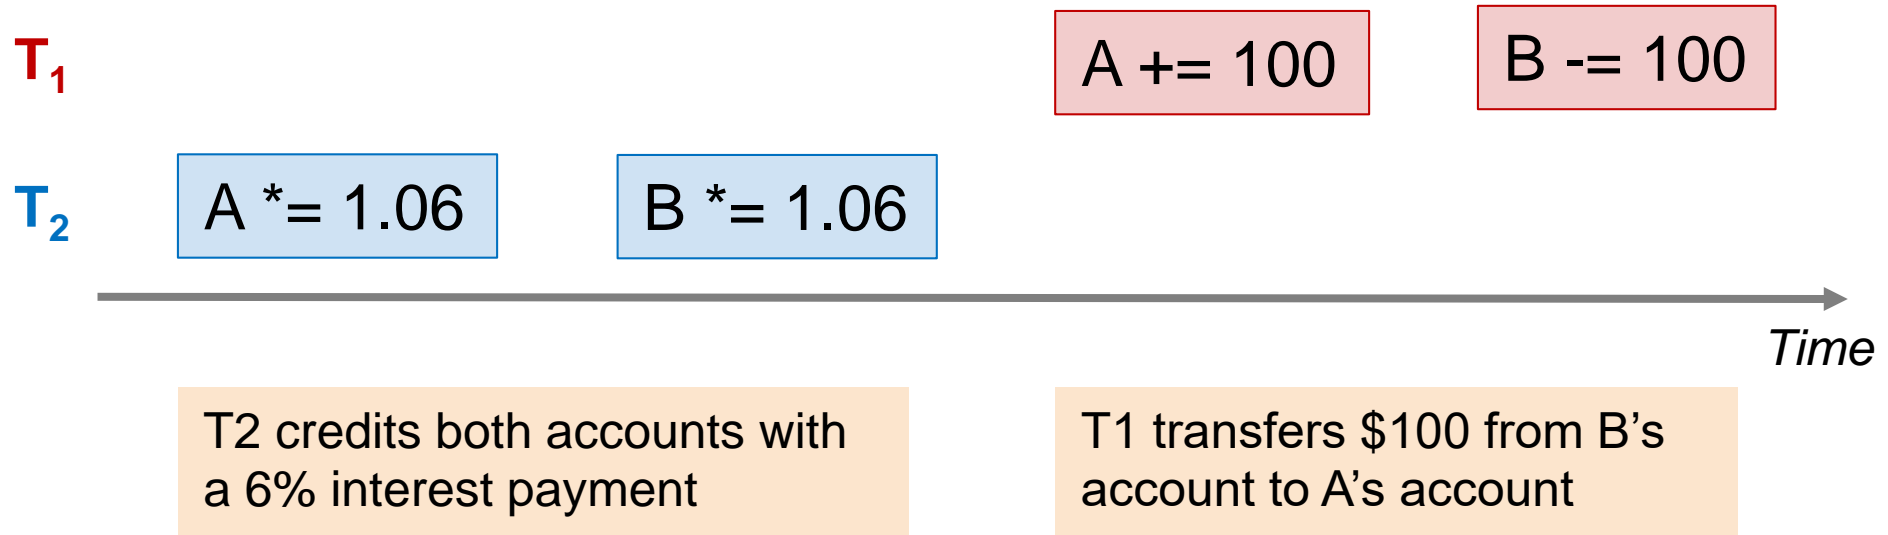 T1
A += 100
B -= 100
T2
A *= 1.06
B *= 1.06
Time
T2 credits both accounts with
a 6% interest payment
T1 transfers $100 from B’s
account to A’s account